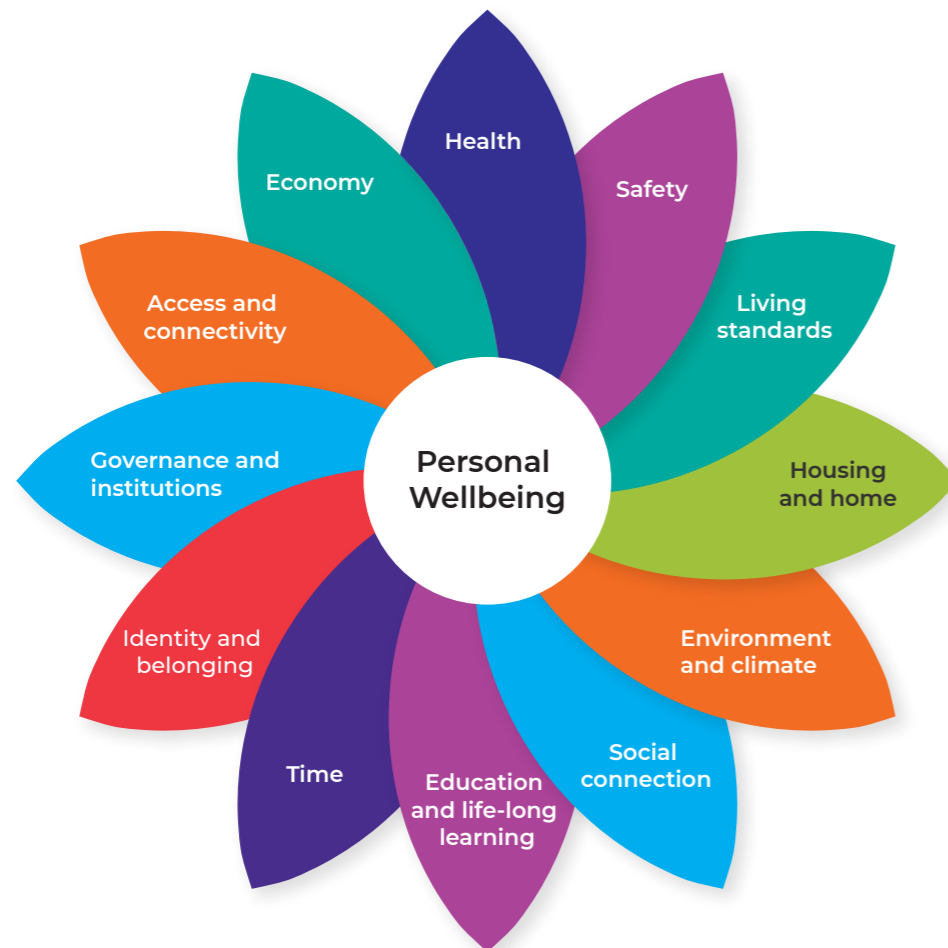 Health
Safety
Living
standards
Housing
and home
Environment
and climate
Social
connection
Education
and life-long
learning
Time
Identity and
belonging
Governance and
institutions
Access and
connectivity
Economy
Personal
Wellbeing